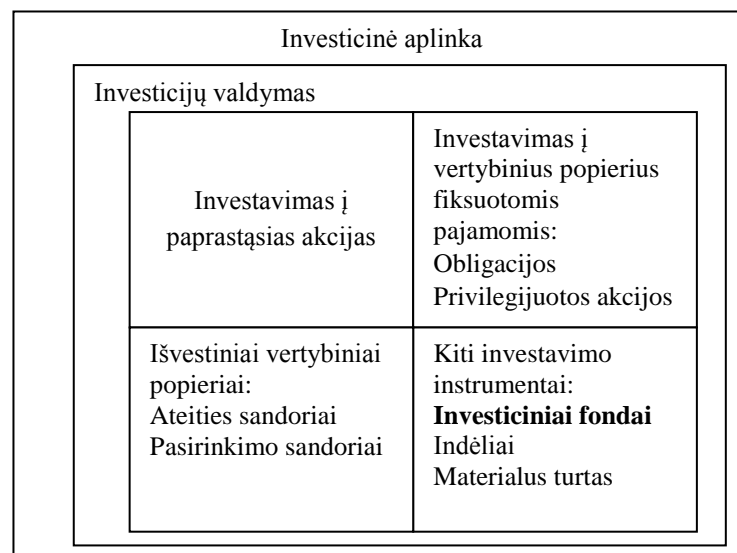 Investicinė aplinka
Investicijų valdymas
Investavimas į
paprastąsias akcijas
Investavimas į
vertybinius popierius
fiksuotomis
pajamomis:
Obligacijos
Privilegijuotos akcijos
Išvestiniai vertybiniai
popieriai:
Ateities sandoriai
Pasirinkimo sandoriai
Kiti investavimo
instrumentai:
Investiciniai fondai
Indėliai
Materialus turtas